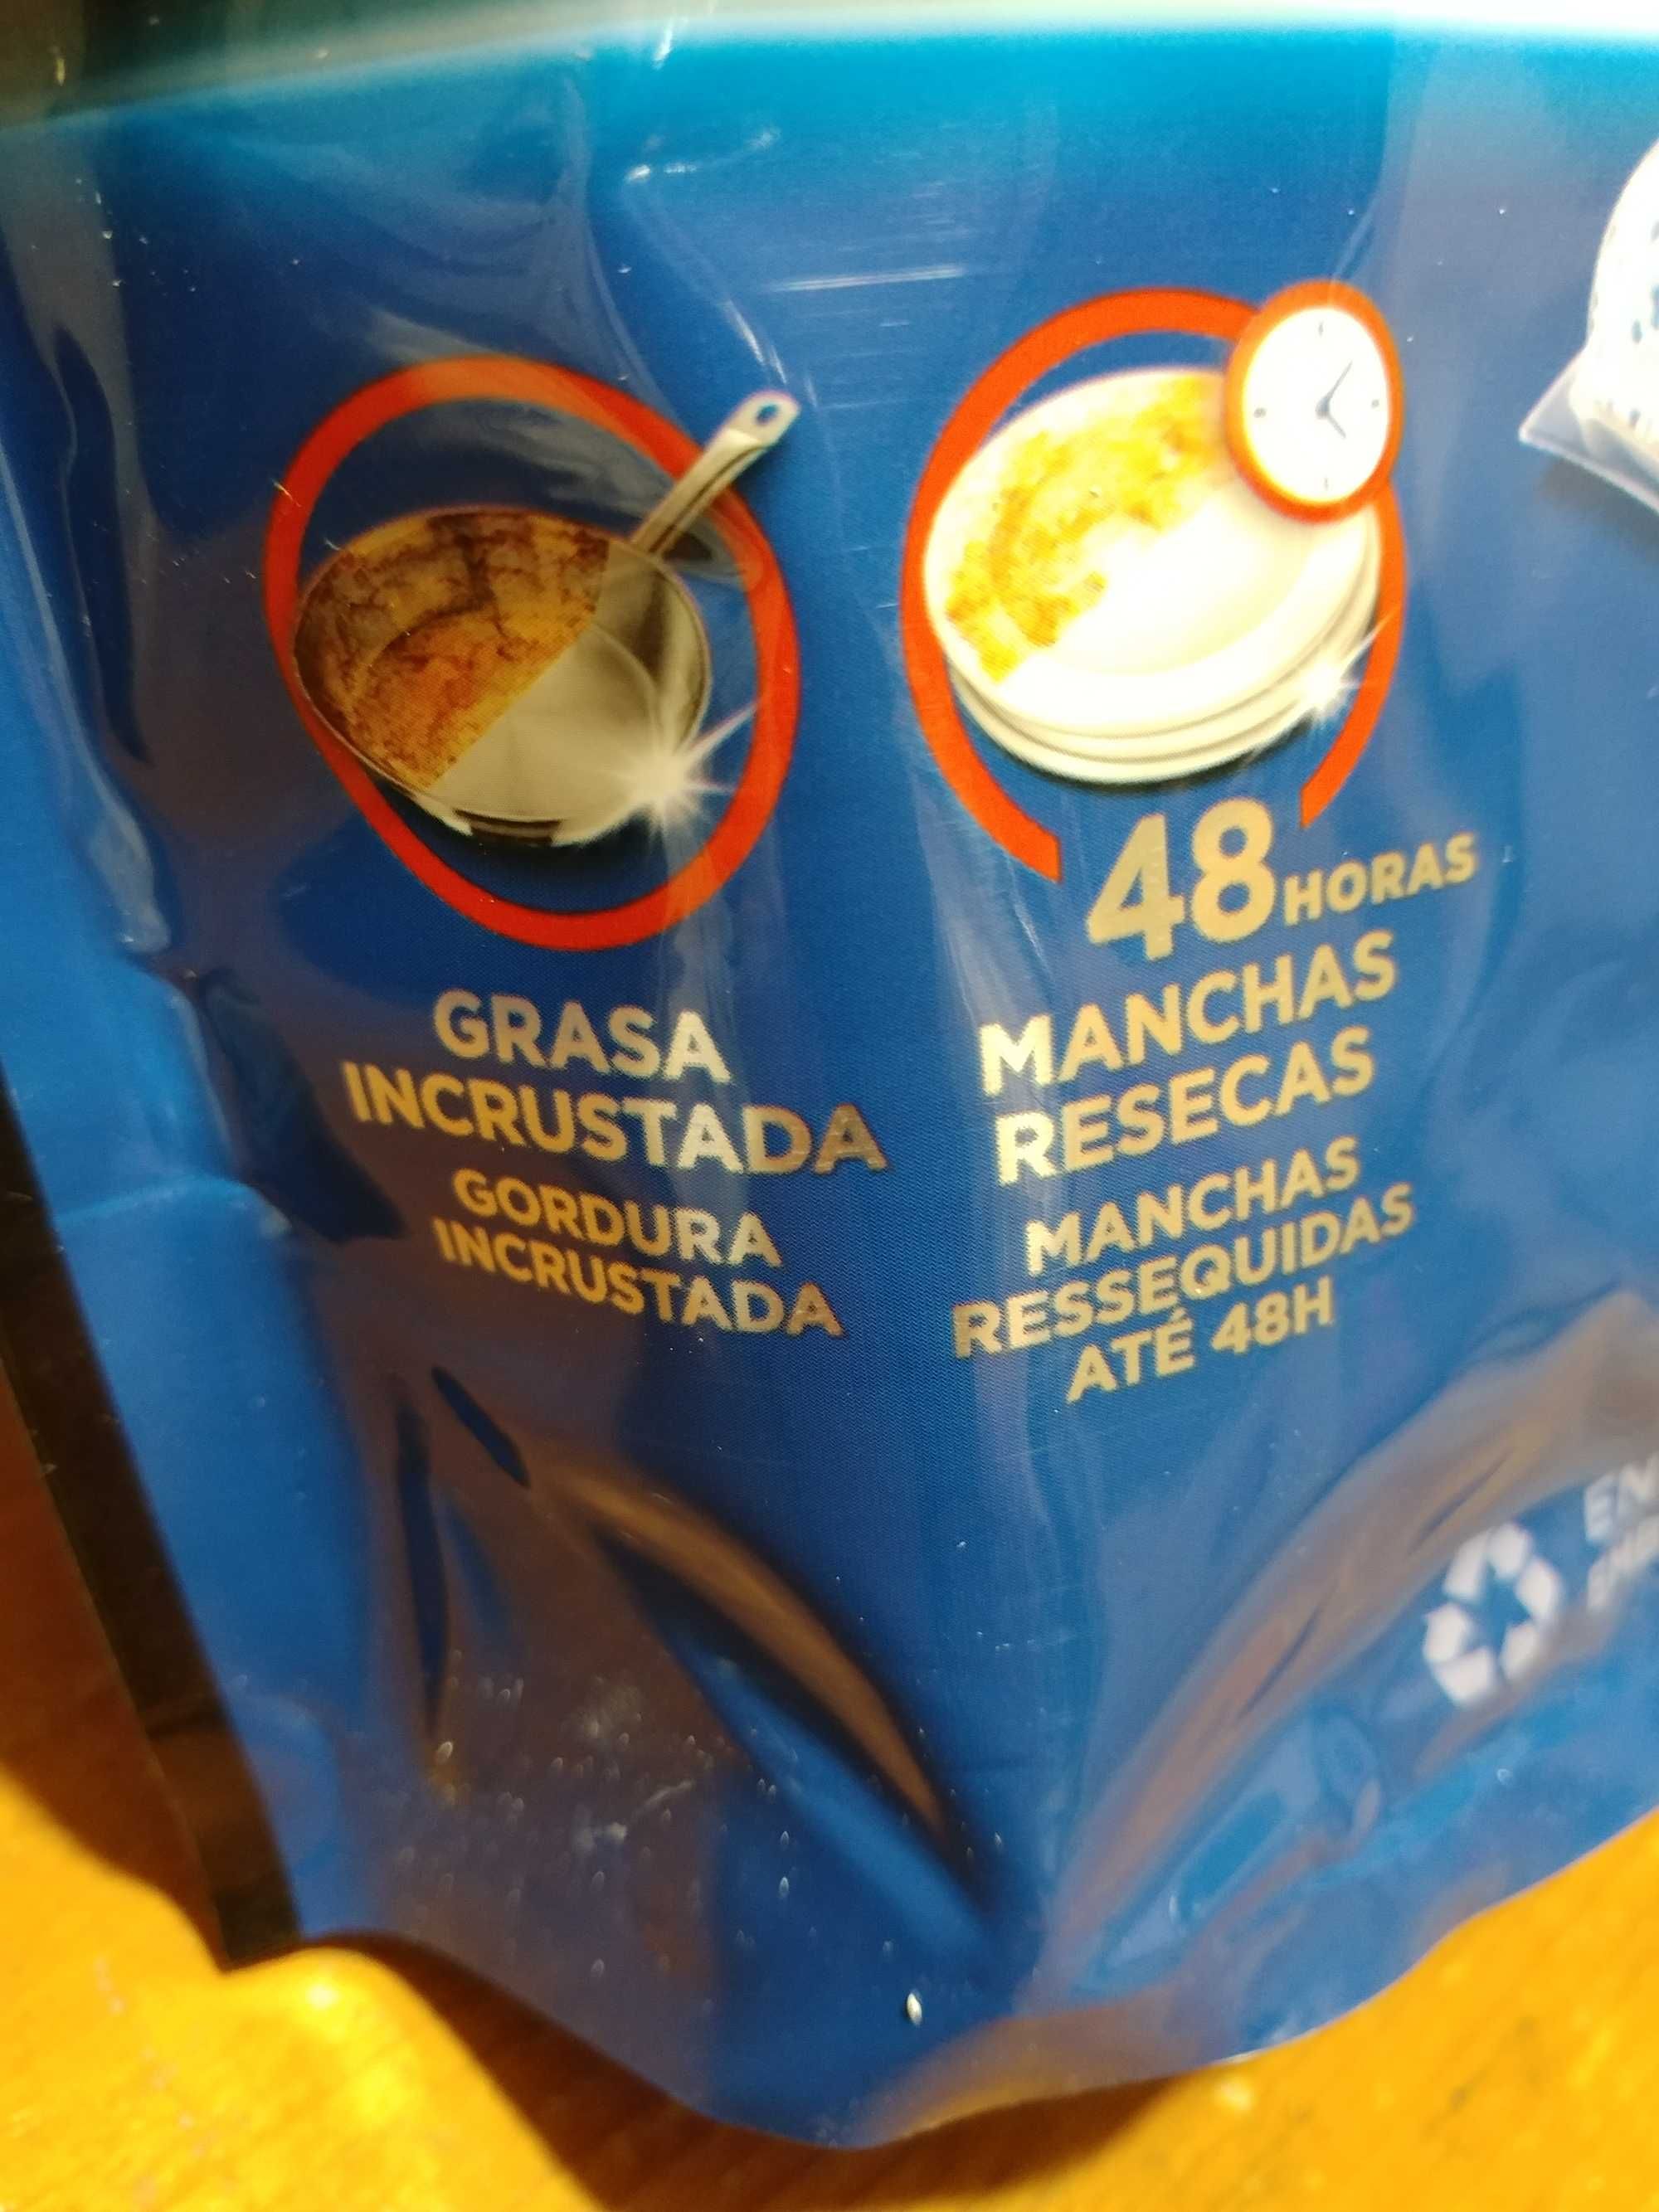 GRASA
INCRUSTADA
GORDURA
INCRUSTADA
48 HORAS
MANCHAS
RESECAS
MANCHAS
RESSEQUIDAS
ATÉ 48H